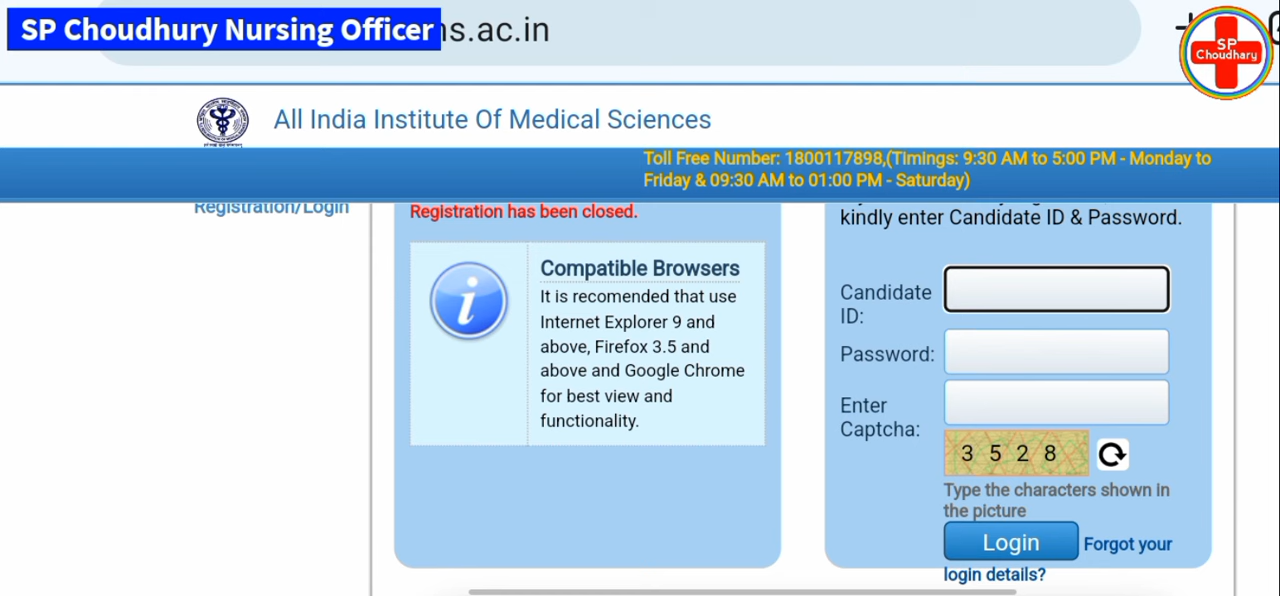 SP Choudhury Nursing Officer
s.ac.in
SP
Choudhary
All India Institute Of Medical Sciences
Toll Free Number: 1800117898,(Timings: 9:30 AM to 5:00 PM - Monday to
Friday & 09:30 AM to 01:00 PM - Saturday)
Registration/Login
Registration has been closed.
Compatible Browsers
It is recomended that use
Internet Explorer 9 and
above, Firefox 3.5 and
above and Google Chrome
for best view and
functionality.
kindly enter Candidate ID & Password.
Candidate
ID:
Password:
Enter
Captcha:
3 5 2 8
Type the characters shown in
the picture
Login
Forgot your
login details?